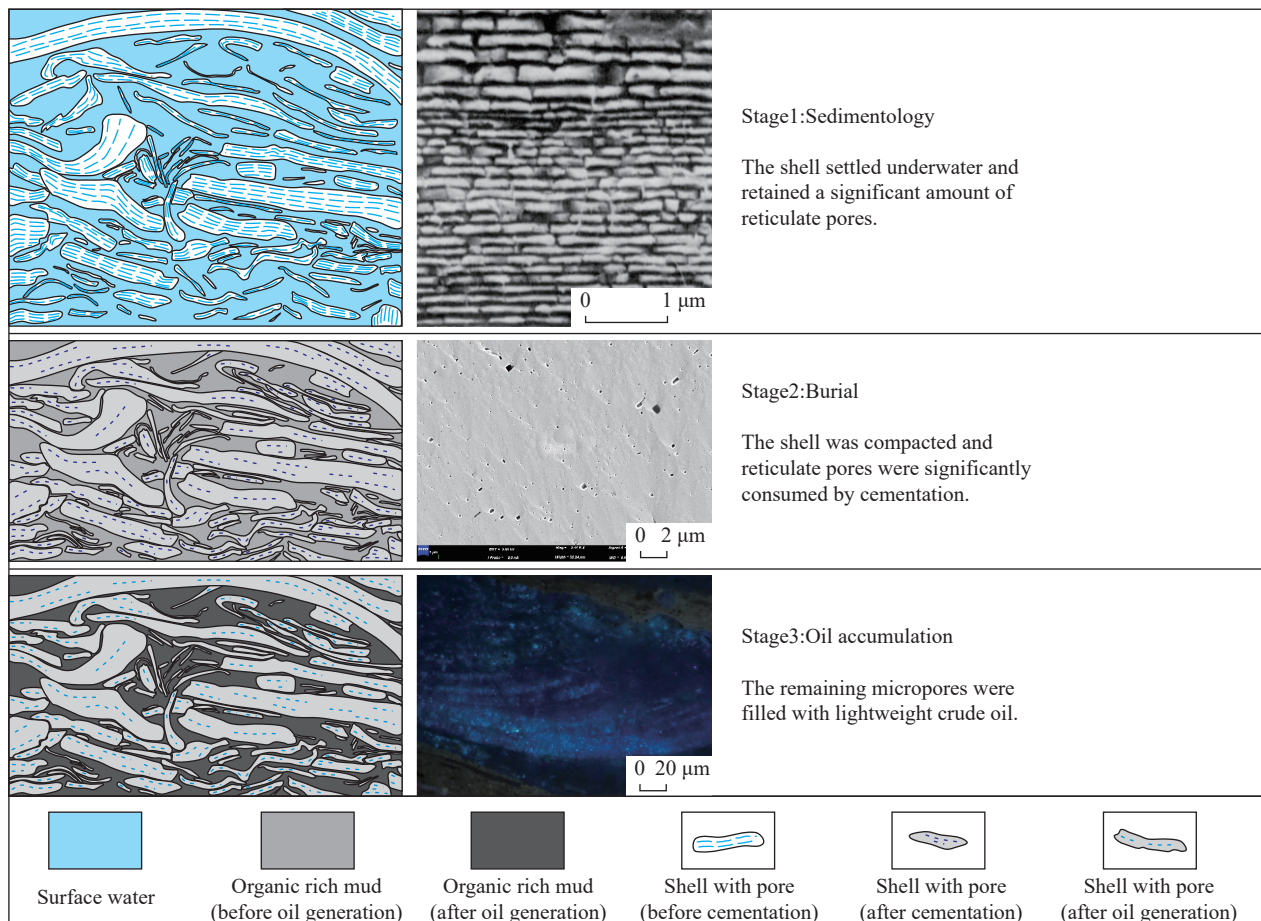 Stage1:Sedimentology
The shell settled underwater and
retained a significant amount of
reticulate pores.
0 1 μm
Stage2:Burial
The shell was compacted and
reticulate pores were significantly
consumed by cementation.
0 2 μm
Stage3:Oil accumulation
The remaining micropores were
filled with lightweight crude oil.
0 20 μm
Surface water
Organic rich mud
(before oil generation)
Organic rich mud
(after oil generation)
Shell with pore
(before cementation)
Shell with pore
(after cementation)
Shell with pore
(after oil generation)